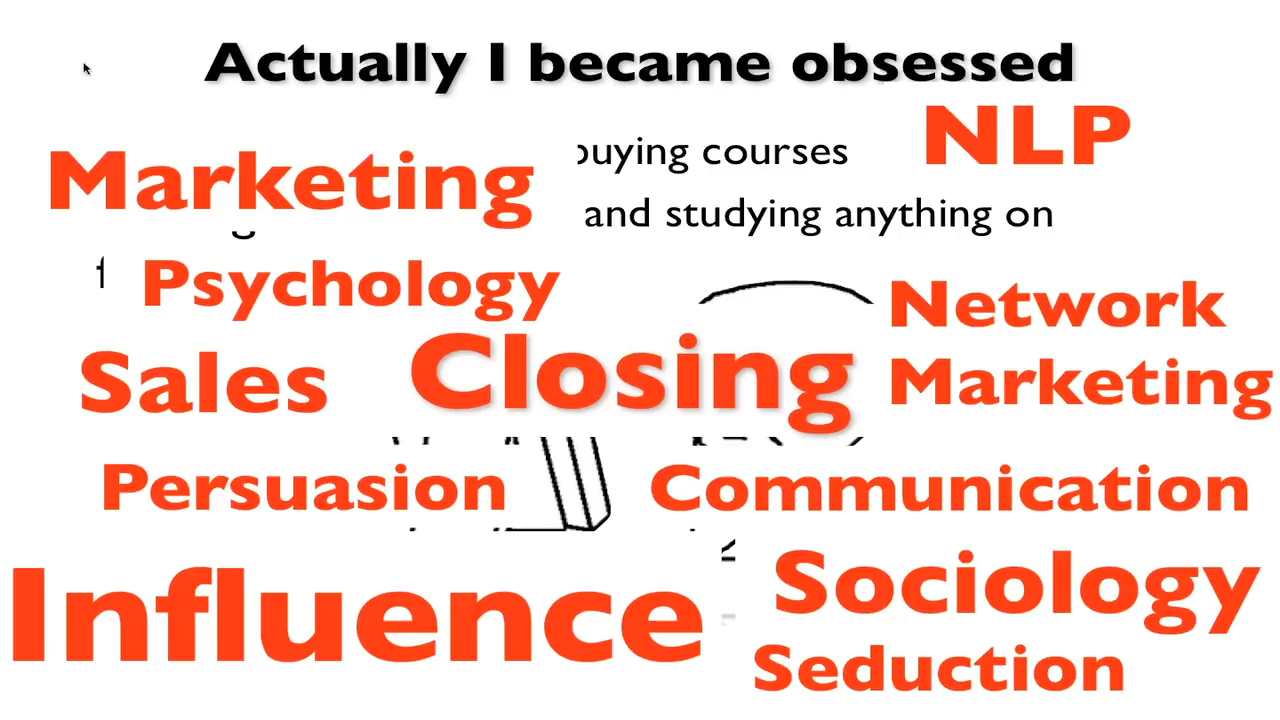 Actually I became obsessed
NLP
buying courses
Marketing
and studying anything on
Psychology
Network
Marketing
Sales
Closing
Persuasion
Communication
Influence
Sociology
Seduction